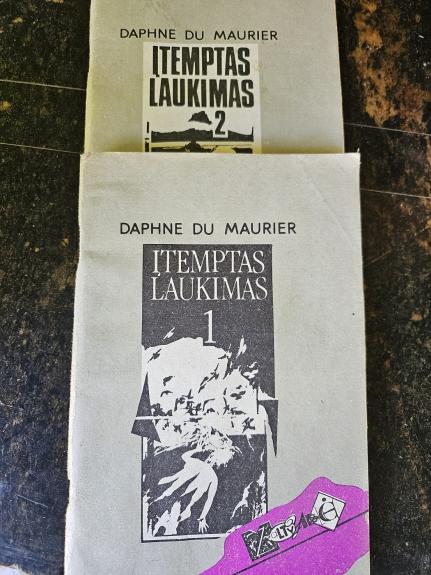 DAPHNE DU MAURIER
ĮTEMPTAS
LAUKIMAS
2
DAPHNE DU MAURIER
ĮTEMPTAS
LAUKIMAS
1